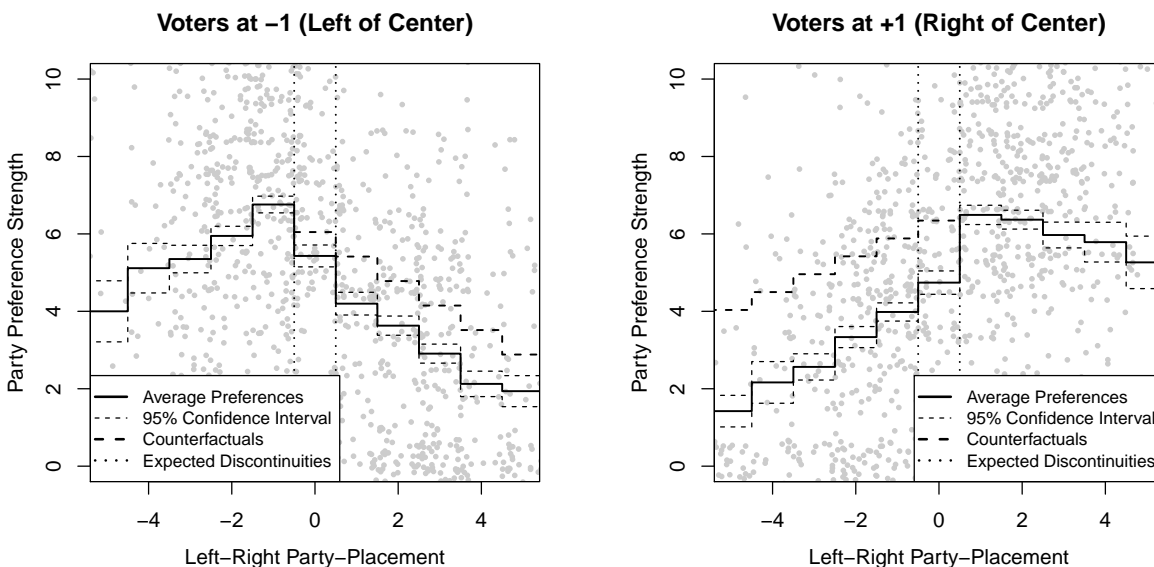 Voters at −1 (Left of Center)
10
8
6
4
2
0
Party Preference Strength
Average Preferences
95% Confidence Interval
Counterfactuals
Expected Discontinuities
−4 −2 0 2 4
Left−Right Party−Placement
Voters at +1 (Right of Center)
10
8
6
4
2
0
Party Preference Strength
Average Preferences
95% Confidence Interval
Counterfactuals
Expected Discontinuities
−4 −2 0 2 4
Left−Right Party−Placement